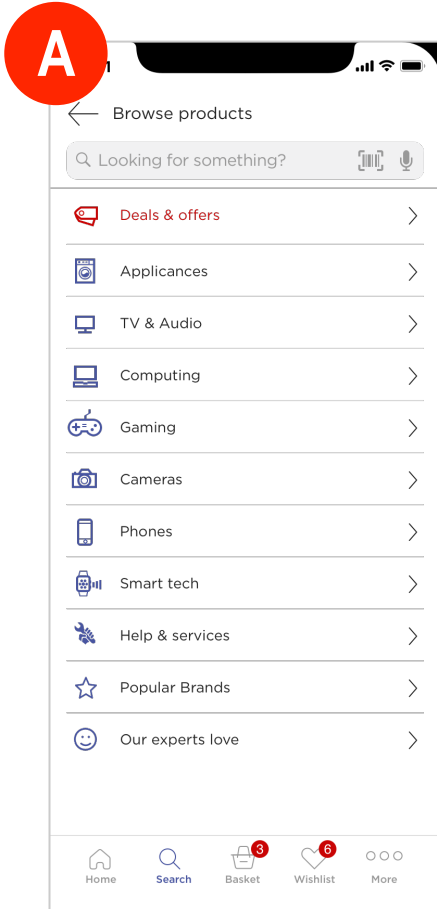 A
1
Browse products
Looking for something?
Deals & offers
Applicances
TV & Audio
Computing
Gaming
Cameras
Phones
Smart tech
Help & services
Popular Brands
Our experts love
3
6
Home
Search
Basket
Wishlist
More